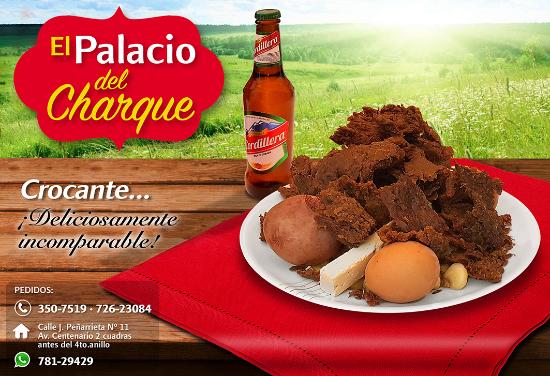 El Palacio
del
Charque
Cordillera
Crocante...
¡Deliciosamente
incomparable!
PEDIDOS:
350-7519 - 726-23084
Calle J. Peñarrieta Nº 11
Av. Centenario 2 cuadras
antes del 4to.anillo
781-29429